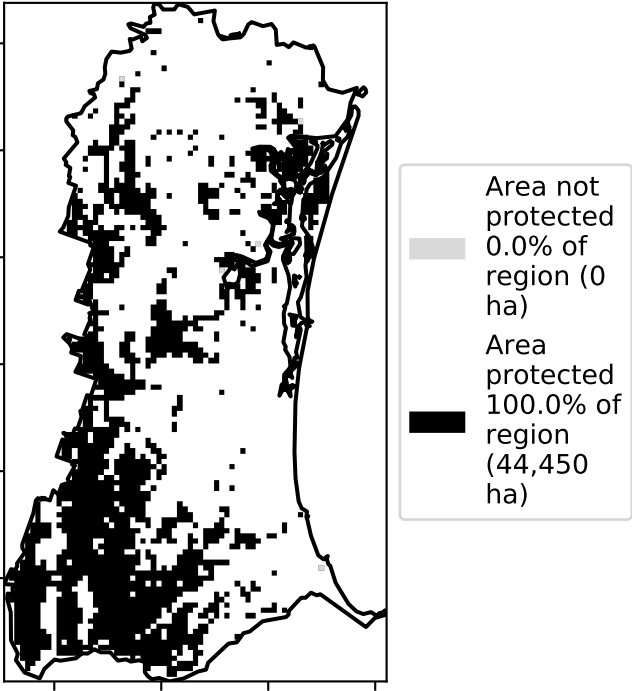 Area not
protected
0.0% of
region (0
ha)
Area
protected
100.0% of
region
(44,450
ha)